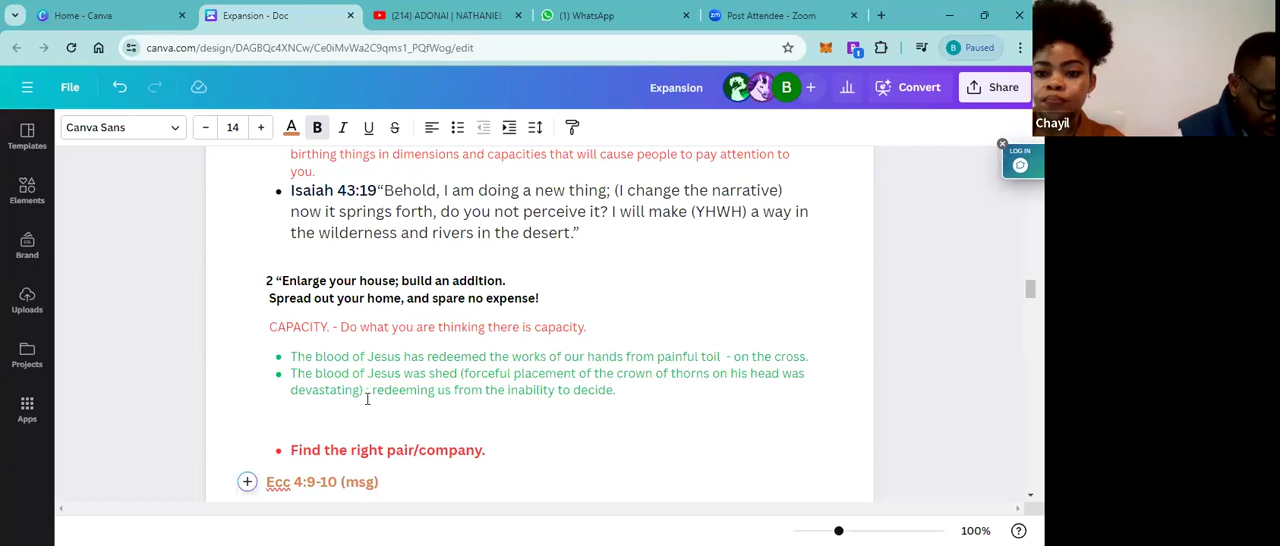 Home - Canva
Expansion - Doc
(214) ADONAI | NATHANIEL
(1) WhatsApp
Post Attendee - Zoom
canva.com/design/DAGBQc4XNCw/Ce0iMvWa2C9qms1_PQfWog/edit
1
B Paused
File
Expansion
B
Convert
Share
Chayil
Canva Sans
- 14 +
A B I U S
LOG IN
Templates
Elements
Brand
Uploads
Projects
Apps
birthing things in dimensions and capacities that will cause people to pay attention to
you.
• Isaiah 43:19“Behold, I am doing a new thing; (I change the narrative)
now it springs forth, do you not perceive it? I will make (YHWH) a way in
the wilderness and rivers in the desert.”
2 “Enlarge your house; build an addition.
Spread out your home, and spare no expense!
CAPACITY. - Do what you are thinking there is capacity.
• The blood of Jesus has redeemed the works of our hands from painful toil - on the cross.
• The blood of Jesus was shed (forceful placement of the crown of thorns on his head was
devastating) : redeeming us from the inability to decide.
• Find the right pair/company.
Ecc 4:9-10 (msg)
100%